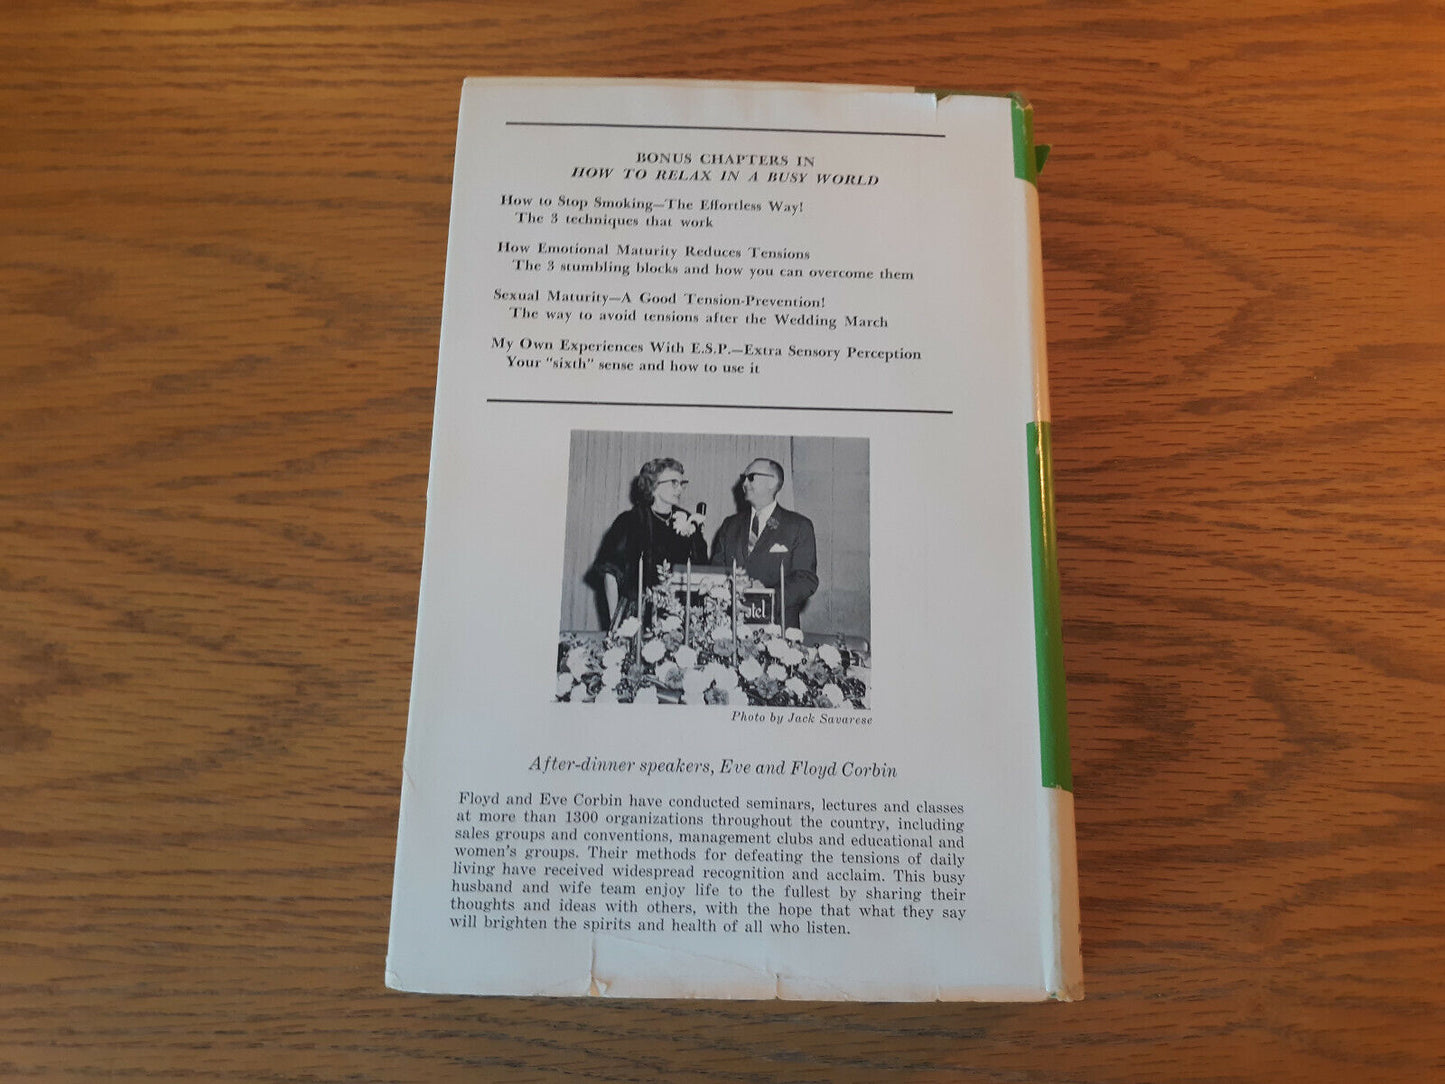 BONUS CHAPTERS IN
HOW TO RELAX IN A BUSY WORLD
How to Stop Smoking—The Effortless Way!
The 3 techniques that work
How Emotional Maturity Reduces Tensions
The 3 stumbling blocks and how you can overcome them
Sexual Maturity—A Good Tension-Prevention!
The way to avoid tensions after the Wedding March
My Own Experiences With E.S.P.—Extra Sensory Perception
Your "sixth" sense and how to use it
Photo by Jack Savarese
After-dinner speakers, Eve and Floyd Corbin
Floyd and Eve Corbin have conducted seminars, lectures and classes
at more than 1300 organizations throughout the country, including
sales groups and conventions, management clubs and educational and
women's groups. Their methods for defeating the tensions of daily
living have received widespread recognition and acclaim. This busy
husband and wife team enjoy life to the fullest by sharing their
thoughts and ideas with others, with the hope that what they say
will brighten the spirits and health of all who listen.